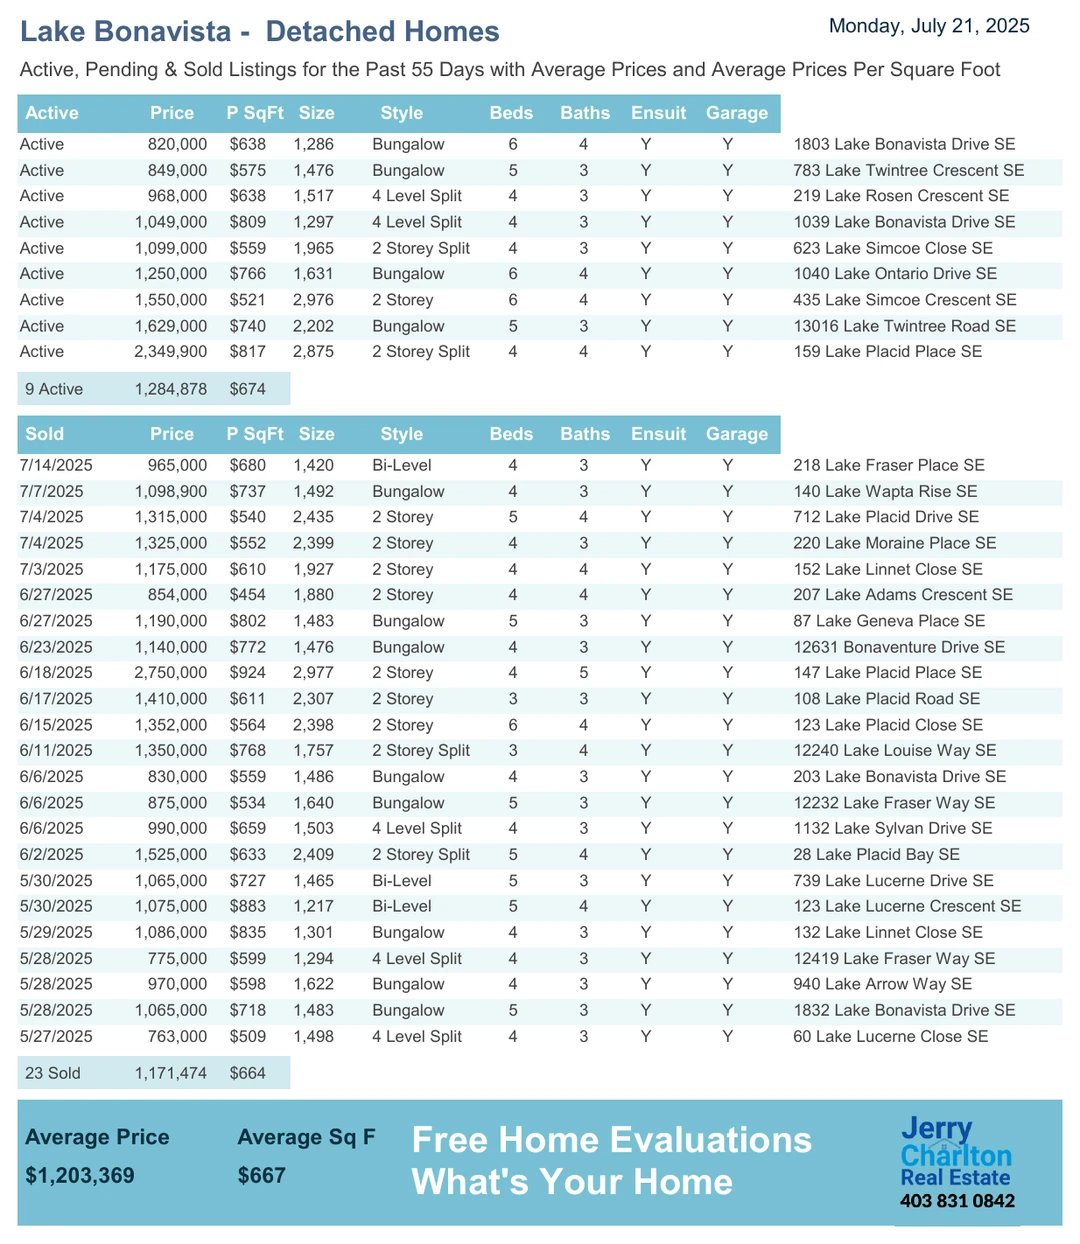 Lake Bonavista - Detached Homes
Monday, July 21, 2025
Active, Pending & Sold Listings for the Past 55 Days with Average Prices and Average Prices Per Square Foot
Active Price P SqFt Size Style Beds Baths Ensuit Garage
Active 820,000 $638 1,286 Bungalow 6 4 Y Y 1803 Lake Bonavista Drive SE
Active 849,000 $575 1,476 Bungalow 5 3 Y Y 783 Lake Twintree Crescent SE
Active 968,000 $638 1,517 4 Level Split 4 3 Y Y 219 Lake Rosen Crescent SE
Active 1,049,000 $809 1,297 4 Level Split 4 3 Y Y 1039 Lake Bonavista Drive SE
Active 1,099,000 $559 1,965 2 Storey Split 4 3 Y Y 623 Lake Simcoe Close SE
Active 1,250,000 $766 1,631 Bungalow 6 4 Y Y 1040 Lake Ontario Drive SE
Active 1,550,000 $521 2,976 2 Storey 6 4 Y Y 435 Lake Simcoe Crescent SE
Active 1,629,000 $740 2,202 Bungalow 5 3 Y Y 13016 Lake Twintree Road SE
Active 2,349,900 $817 2,875 2 Storey Split 4 4 Y Y 159 Lake Placid Place SE
9 Active 1,284,878 $674
Sold Price P SqFt Size Style Beds Baths Ensuit Garage
7/14/2025 965,000 $680 1,420 Bi-Level 4 3 Y Y 218 Lake Fraser Place SE
7/7/2025 1,098,900 $737 1,492 Bungalow 4 3 Y Y 140 Lake Wapta Rise SE
7/4/2025 1,315,000 $540 2,435 2 Storey 5 4 Y Y 712 Lake Placid Drive SE
7/4/2025 1,325,000 $552 2,399 2 Storey 4 3 Y Y 220 Lake Moraine Place SE
7/3/2025 1,175,000 $610 1,927 2 Storey 4 4 Y Y 152 Lake Linnet Close SE
6/27/2025 854,000 $454 1,880 2 Storey 4 4 Y Y 207 Lake Adams Crescent SE
6/27/2025 1,190,000 $802 1,483 Bungalow 5 3 Y Y 87 Lake Geneva Place SE
6/23/2025 1,140,000 $772 1,476 Bungalow 4 3 Y Y 12631 Bonaventure Drive SE
6/18/2025 2,750,000 $924 2,977 2 Storey 4 5 Y Y 147 Lake Placid Place SE
6/17/2025 1,410,000 $611 2,307 2 Storey 3 3 Y Y 108 Lake Placid Road SE
6/15/2025 1,352,000 $564 2,398 2 Storey 6 4 Y Y 123 Lake Placid Close SE
6/11/2025 1,350,000 $768 1,757 2 Storey Split 3 4 Y Y 12240 Lake Louise Way SE
6/6/2025 830,000 $559 1,486 Bungalow 4 3 Y Y 203 Lake Bonavista Drive SE
6/6/2025 875,000 $534 1,640 Bungalow 5 3 Y Y 12232 Lake Fraser Way SE
6/6/2025 990,000 $659 1,503 4 Level Split 4 3 Y Y 1132 Lake Sylvan Drive SE
6/2/2025 1,525,000 $633 2,409 2 Storey Split 5 4 Y Y 28 Lake Placid Bay SE
5/30/2025 1,065,000 $727 1,465 Bi-Level 5 3 Y Y 739 Lake Lucerne Drive SE
5/30/2025 1,075,000 $883 1,217 Bi-Level 5 4 Y Y 123 Lake Lucerne Crescent SE
5/29/2025 1,086,000 $835 1,301 Bungalow 4 3 Y Y 132 Lake Linnet Close SE
5/28/2025 775,000 $599 1,294 4 Level Split 4 3 Y Y 12419 Lake Fraser Way SE
5/28/2025 970,000 $598 1,622 Bungalow 4 3 Y Y 940 Lake Arrow Way SE
5/28/2025 1,065,000 $718 1,483 Bungalow 5 3 Y Y 1832 Lake Bonavista Drive SE
5/27/2025 763,000 $509 1,498 4 Level Split 4 3 Y Y 60 Lake Lucerne Close SE
23 Sold 1,171,474 $664
Average Price Average Sq F
$1,203,369 $667
Free Home Evaluations
What's Your Home
Jerry
Charlton
Real Estate
403 831 0842